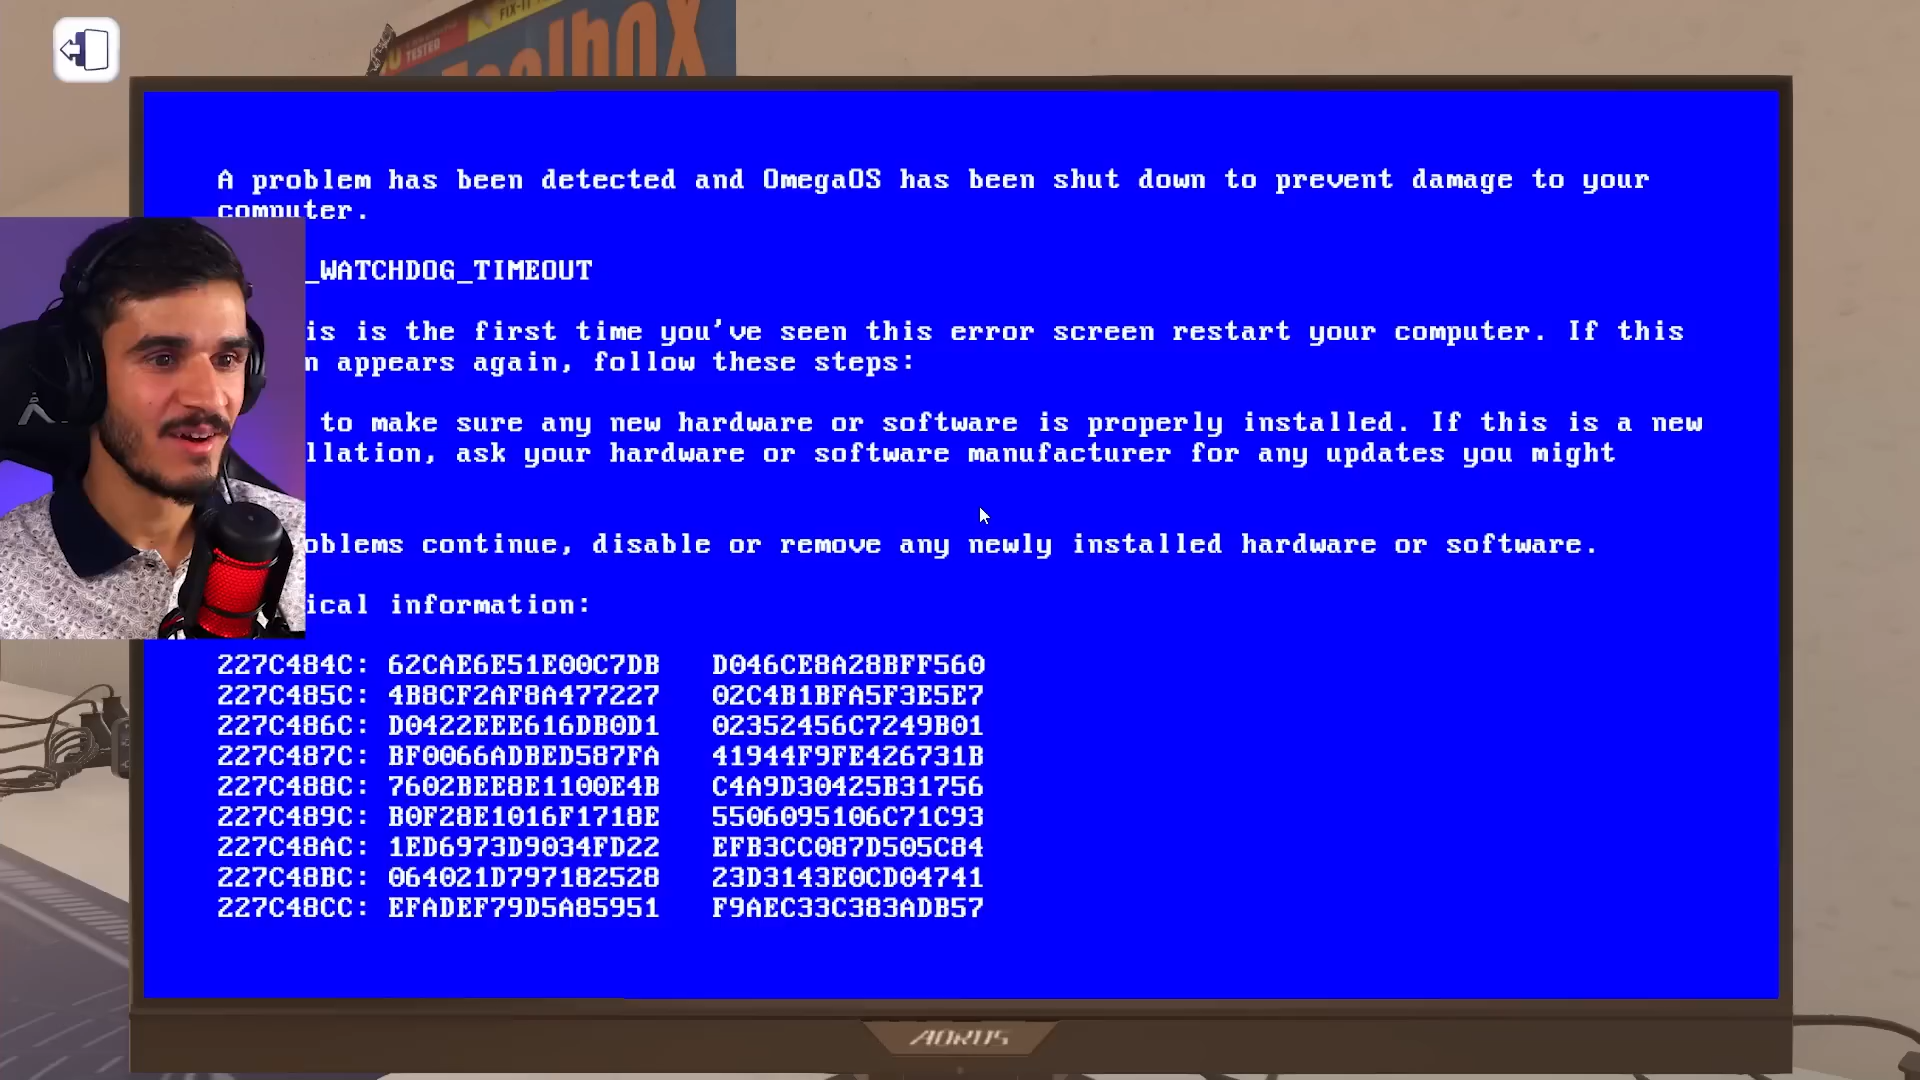 FIX-IT
TESTED
Toolbox
A problem has been detected and OmegaOS has been shut down to prevent damage to your
computer.
_WATCHDOG_TIMEOUT
is is the first time you've seen this error screen restart your computer. If this
n appears again, follow these steps:
to make sure any new hardware or software is properly installed. If this is a new
llation, ask your hardware or software manufacturer for any updates you might
oblems continue, disable or remove any newly installed hardware or software.
ical information:
227C484C: 62CAE6E51E00C7DB D046CE8A28BFF560
227C485C: 4B8CF2AF8A477227 02C4B1BFA5F3E5E7
227C486C: D0422EEE616DB0D1 02352456C7249B01
227C487C: BF0066ADBED587FA 41944F9FE426731B
227C488C: 7602BEE8E1100E4B C4A9D30425B31756
227C489C: B0F28E1016F1718E 5506095106C71C93
227C48AC: 1ED6973D9034FD22 EFB3CC087D505C84
227C48BC: 064021D797182528 23D3143E0CD04741
227C48CC: EFADEF79D5A85951 F9AEC33C383ADB57
AORUS